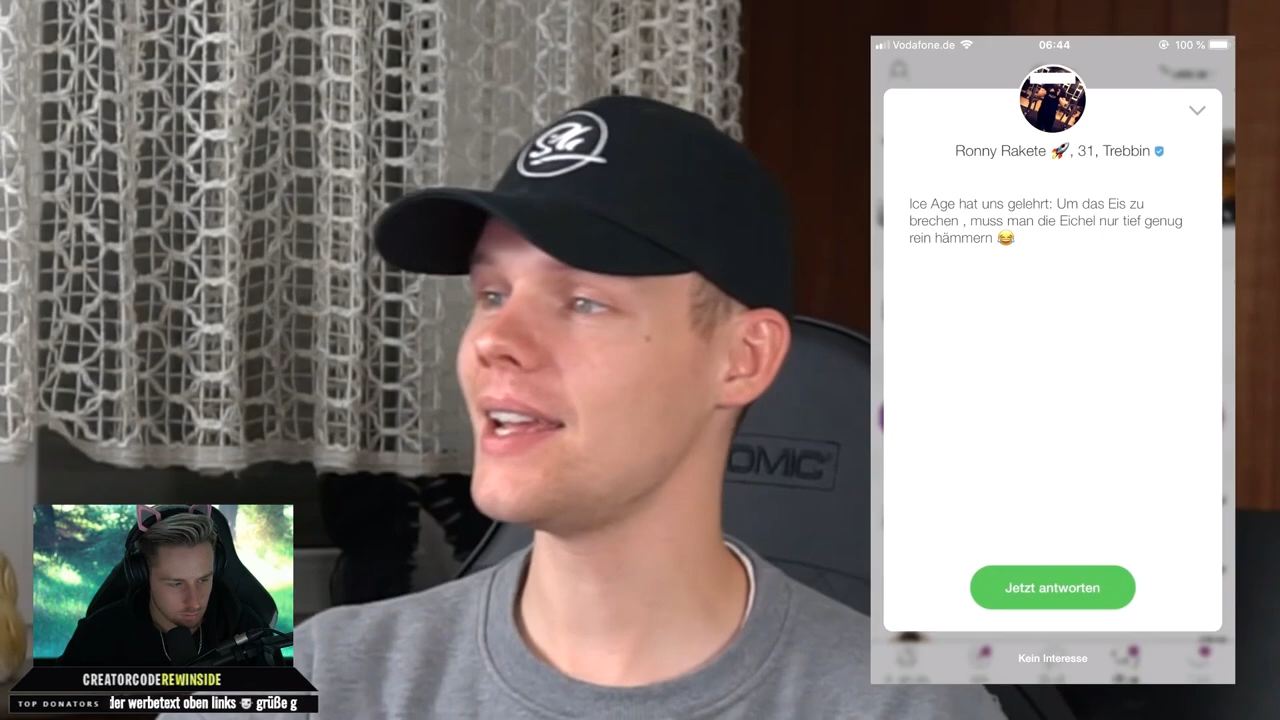 Vodafone.de
06:44
100 %
Ronny Rakete 🚀, 31, Trebbin
Ice Age hat uns gelehrt: Um das Eis zu
brechen , muss man die Eichel nur tief genug
rein hämmern 😂
OMIC
Jetzt antworten
Kein Interesse
CREATORCODEREWINSIDE
TOP DONATORS der werbetext oben links grüße g